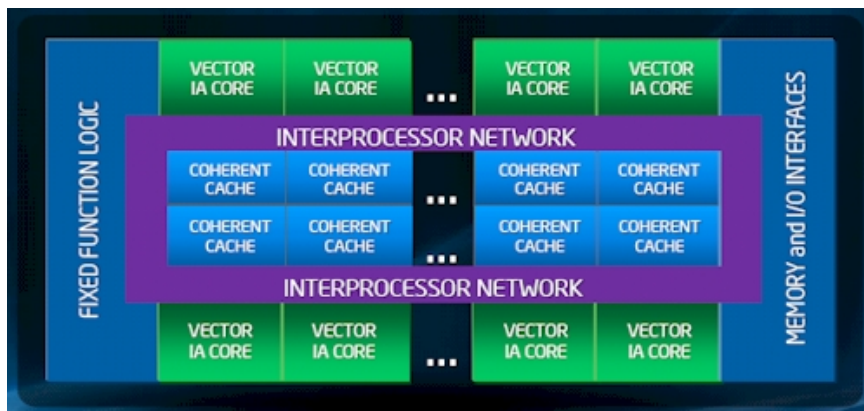 FIXED FUNCTION LOGIC
VECTOR
IA CORE
VECTOR
IA CORE
...
VECTOR
IA CORE
VECTOR
IA CORE
MEMORY and I/O INTERFACES
INTERPROCESSOR NETWORK
COHERENT
CACHE
COHERENT
CACHE
...
COHERENT
CACHE
COHERENT
CACHE
COHERENT
CACHE
COHERENT
CACHE
...
COHERENT
CACHE
COHERENT
CACHE
INTERPROCESSOR NETWORK
VECTOR
IA CORE
VECTOR
IA CORE
...
VECTOR
IA CORE
VECTOR
IA CORE